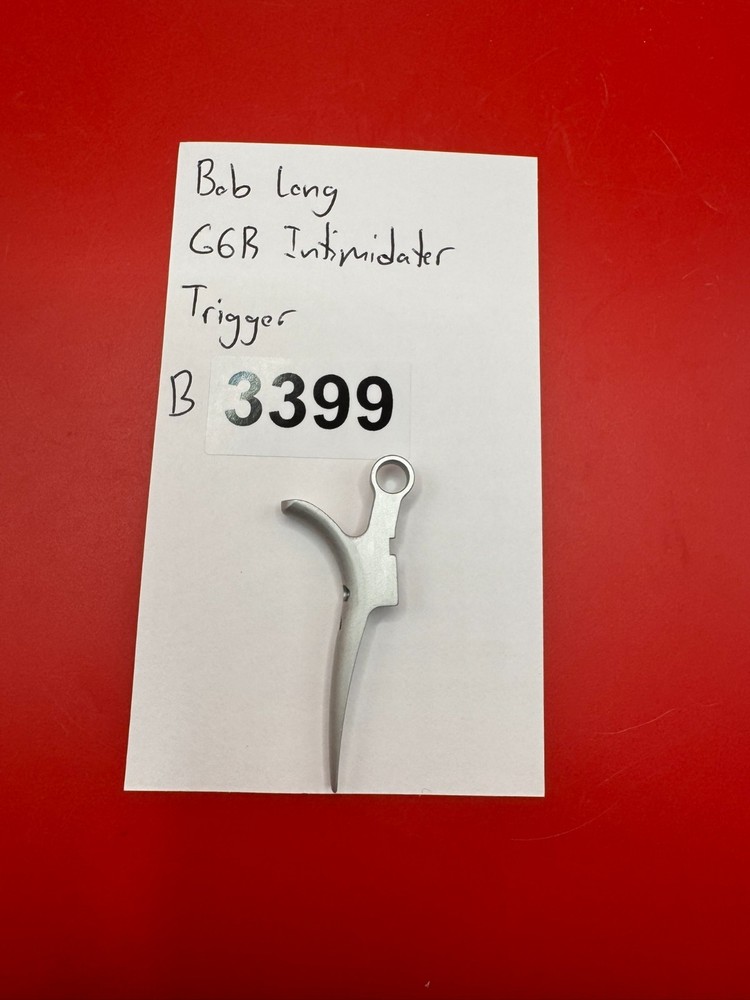 Bob Long
G6R Intimidater
Trigger
B 3399